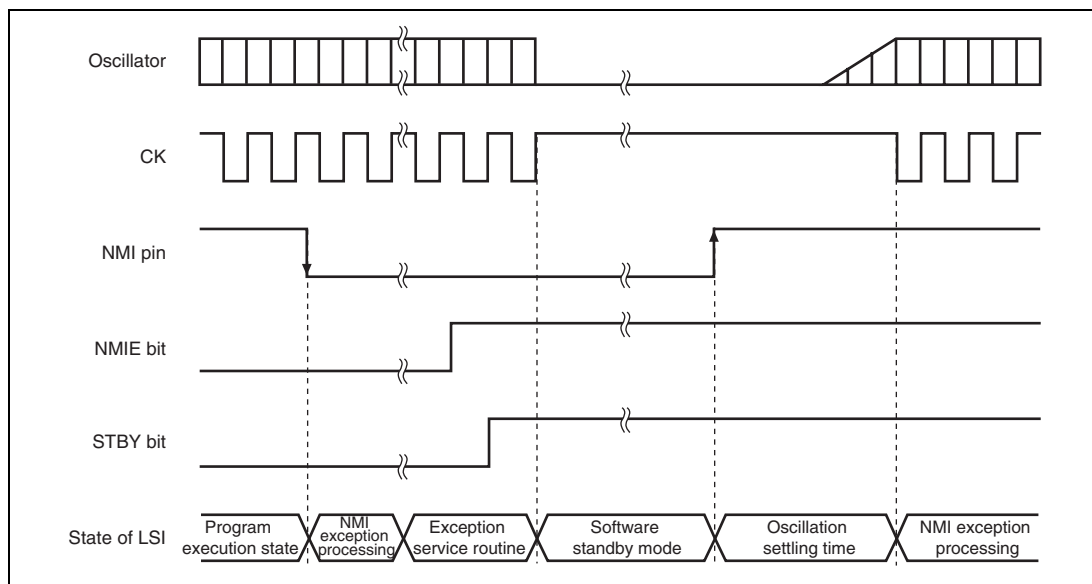 Oscillator
CK
NMI pin
NMIE bit
STBY bit
State of LSI
Program
execution state
NMI
exception
processing
Exception
service routine
Software
standby mode
Oscillation
settling time
NMI exception
processing